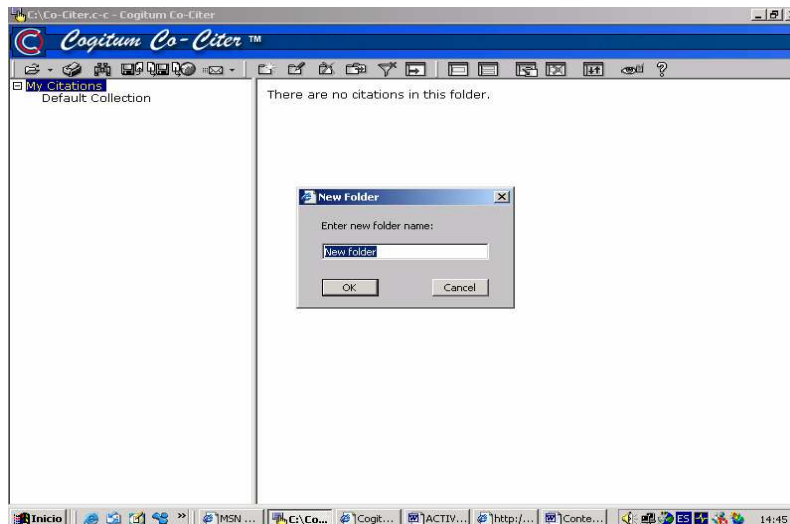 C:\Co-Citer.c-c - Cogitum Co-Citer
Cogitum Co-Citer ™
My Citations
Default Collection
There are no citations in this folder.
New Folder
Enter new folder name:
New folder
OK
Cancel
Inicio
»
MSN ...
C:\Co...
Cogit...
ACTIV...
http:/...
Conte...
ES
14:45